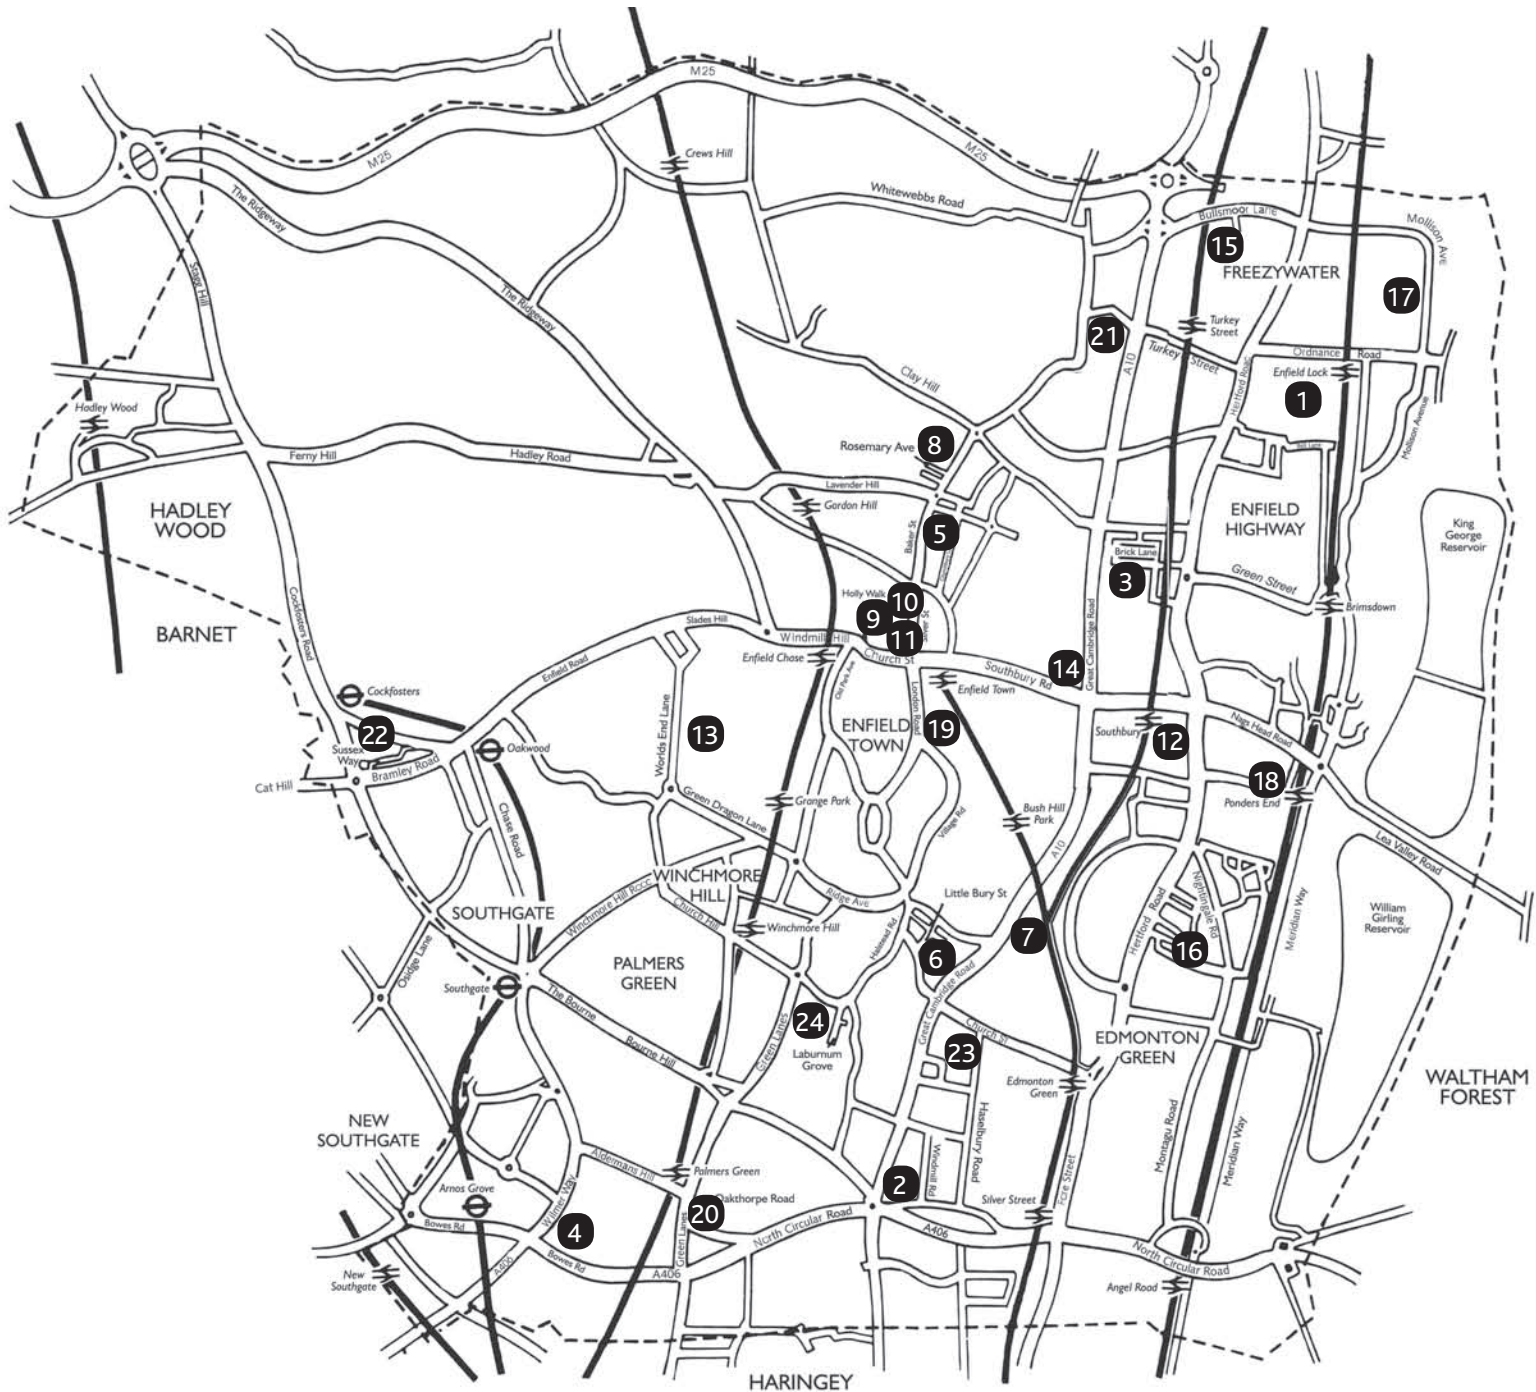 M25
M25
M25
Crews Hill
The Ridgeway
Whitewebbs Road
Bullsmoor Lane
Mollison Ave
15
FREEZYWATER
Stagg Hill
The Ridgeway
17
Turkey
Street
21
A10
Turkey Street
Ordnance Road
Enfield Lock
Clay Hill
Hertford Road
1
Hadley Wood
Mollison Avenue
Rosemary Ave
8
Ferny Hill
Hadley Road
Lavender Hill
Gordon Hill
HADLEY
WOOD
ENFIELD
HIGHWAY
King
George
Reservoir
Baker St
5
Brick Lane
3
Green Street
Cockfosters Road
Holly Walk
10
9
11
Silver St
Brimsdown
BARNET
Slades Hill
Windmill Hill
Church St
Enfield Chase
Old Park Ave
Southbury Rd
14
Great Cambridge Road
Enfield Road
Enfield Town
Cockfosters
London Road
ENFIELD
TOWN
19
Worlds End Lane
13
Southbury
12
Nags Head Road
22
Sussex
Way
Oakwood
Bramley Road
Cat Hill
18
Ponders End
Green Dragon Lane
Grange Park
Bush Hill
Park
Village Rd
Chase Road
A10
Lea Valley Road
WINCHMORE
HILL
Ridge Ave
Little Bury St
Nightingale Rd
Hertford Road
Meridian Way
William
Girling
Reservoir
SOUTHGATE
Winchmore Hill Road
Church Hill
Winchmore Hill
Halstead Rd
7
16
6
Osidge Lane
PALMERS
GREEN
Southgate
The Bourne
Great Cambridge Road
24
Church St
Green Lanes
Bourne Hill
Laburnum
Grove
23
EDMONTON
GREEN
Edmonton
Green
WALTHAM
FOREST
NEW
SOUTHGATE
Haselbury Road
Montagu Road
Meridian Way
Aldermans Hill
Palmers Green
Windmill Rd
2
Arnos Grove
Wilmer Way
Oakthorpe Road
20
Silver Street
Fore Street
Bowes Rd
4
Green Lanes
North Circular Road
A406
A406
Bowes Rd
A406
North Circular Road
New
Southgate
Angel Road
HARINGEY